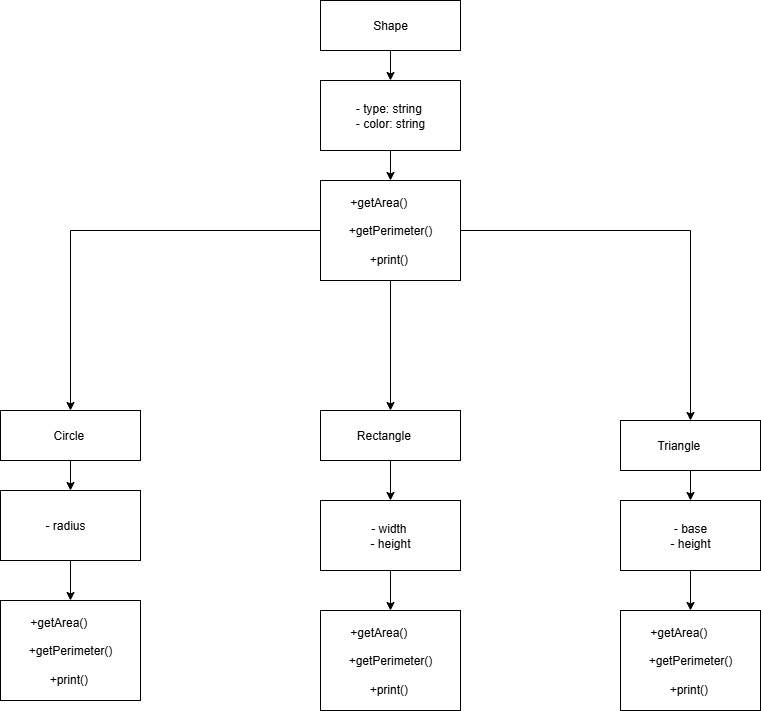 Shape
- type: string
- color: string
+getArea()
+getPerimeter()
+print()
Circle
- radius
+getArea()
+getPerimeter()
+print()
Rectangle
- width
- height
+getArea()
+getPerimeter()
+print()
Triangle
- base
- height
+getArea()
+getPerimeter()
+print()